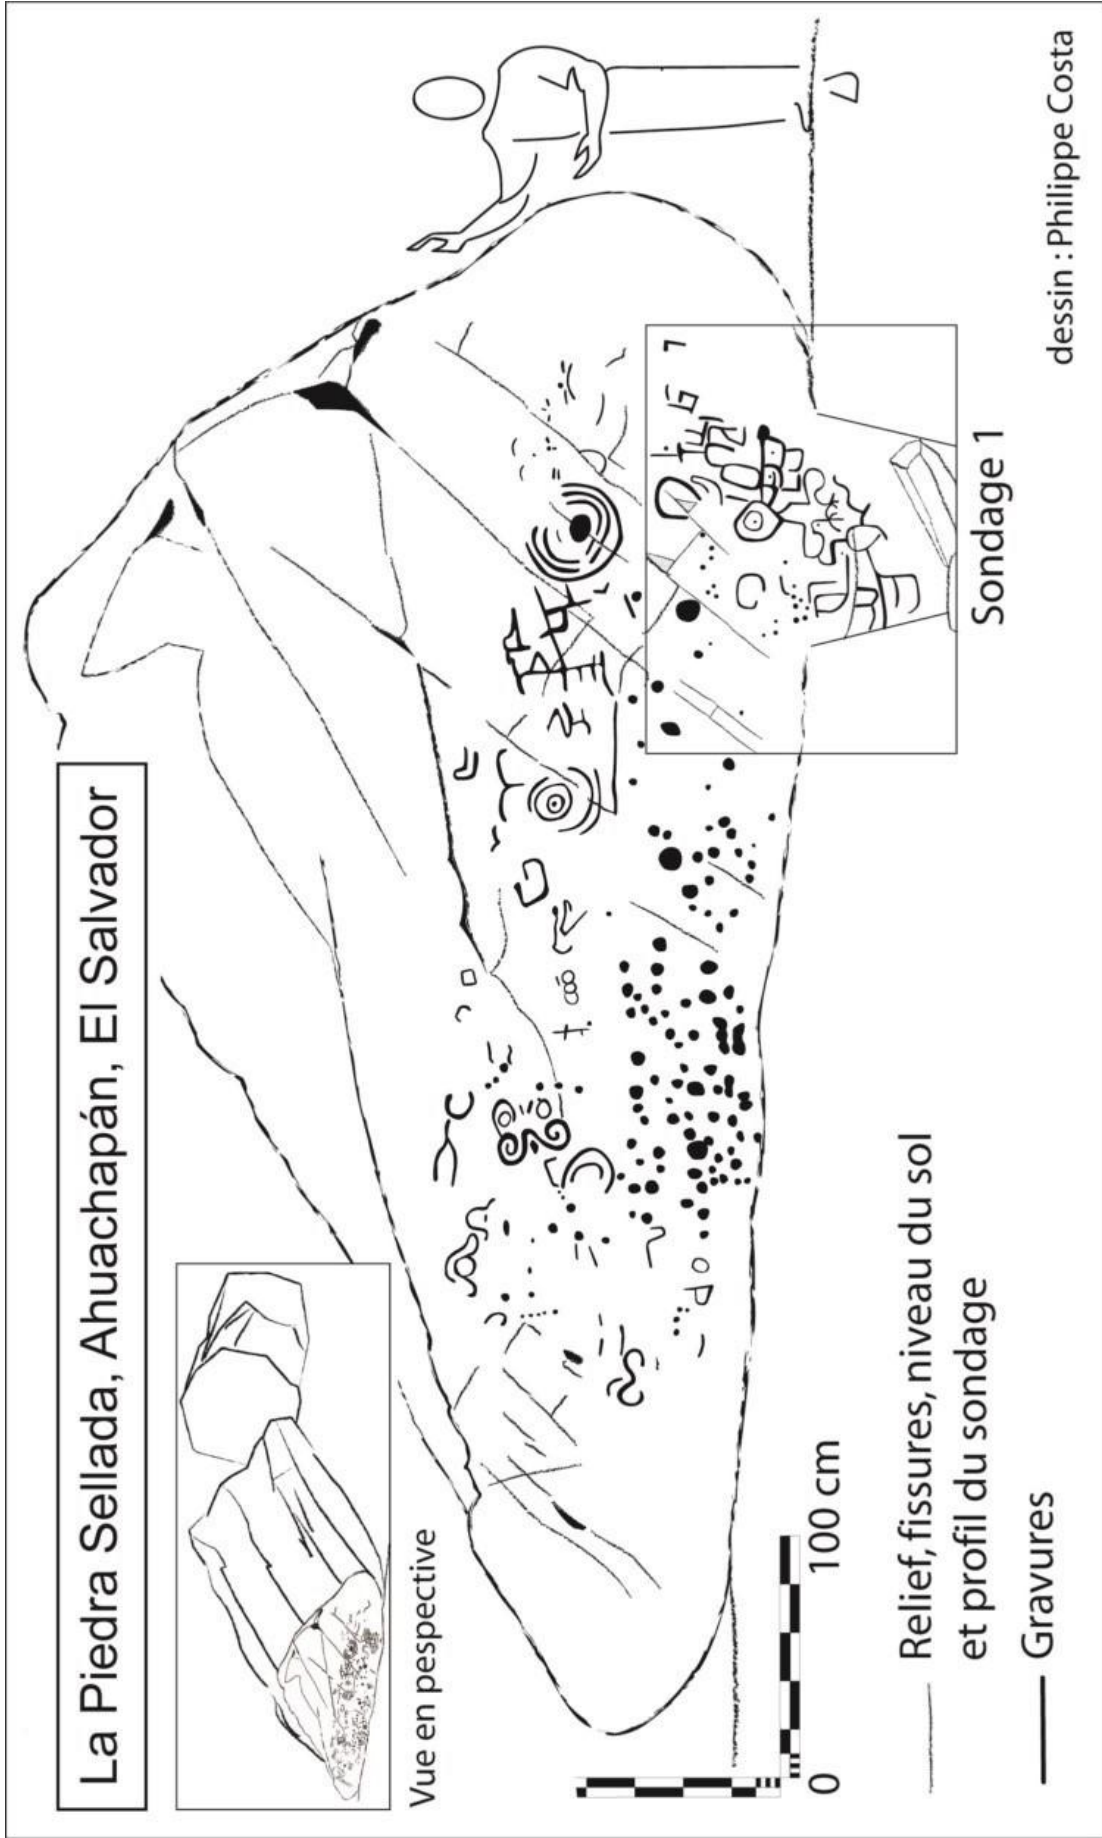 La Piedra Sellada, Ahuachapán, El Salvador
Vue en pespective
Sondage 1
0
100 cm
Relief, fissures, niveau du sol
et profil du sondage
Gravures
dessin : Philippe Costa